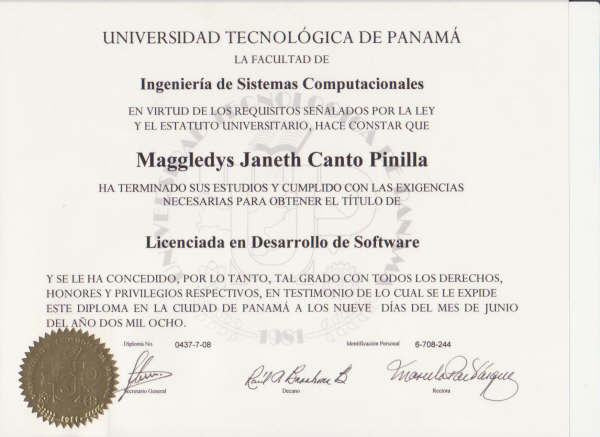 UNIVERSIDAD TECNOLÓGICA DE PANAMÁ
LA FACULTAD DE
Ingeniería de Sistemas Computacionales
EN VIRTUD DE LOS REQUISITOS SEÑALADOS POR LA LEY
Y EL ESTATUTO UNIVERSITARIO, HACE CONSTAR QUE
Maggledys Janeth Canto Pinilla
HA TERMINADO SUS ESTUDIOS Y CUMPLIDO CON LAS EXIGENCIAS
NECESARIAS PARA OBTENER EL TÍTULO DE
Licenciada en Desarrollo de Software
Y SE LE HA CONCEDIDO, POR LO TANTO, TAL GRADO CON TODOS LOS DERECHOS,
HONORES Y PRIVILEGIOS RESPECTIVOS, EN TESTIMONIO DE LO CUAL SE LE EXPIDE
ESTE DIPLOMA EN LA CIUDAD DE PANAMÁ A LOS NUEVE DÍAS DEL MES DE JUNIO
DEL AÑO DOS MIL OCHO.
1981
Diploma No. 0437-7-08 Identificación Personal 6-708-244
Secretario General Decano Rectora